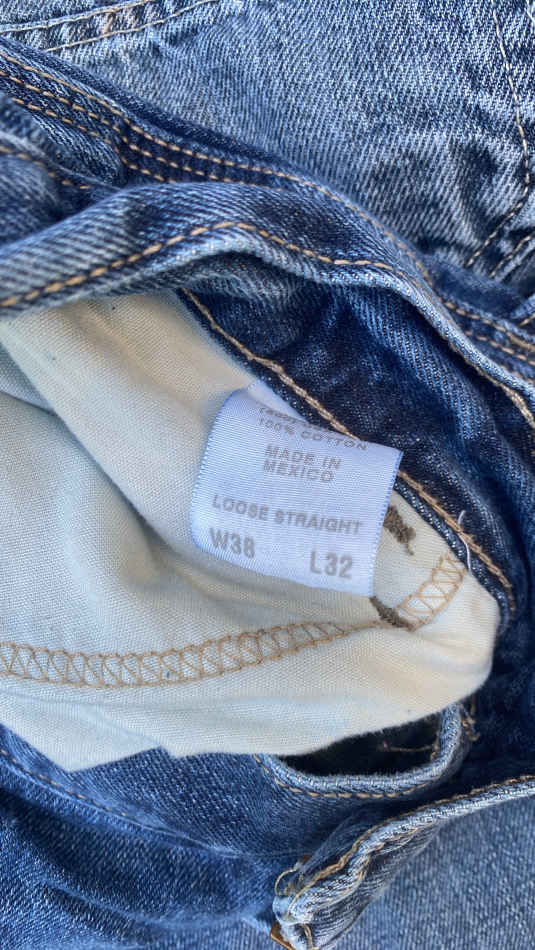 100% COTTON
MADE IN
MEXICO
LOOSE STRAIGHT
W38 L32